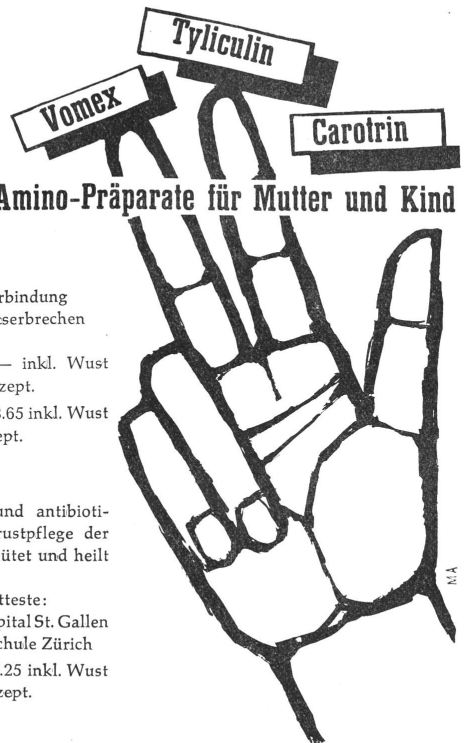 Tyliculin
Vomex
Carotrin
Amino-Präparate für Mutter und Kind
rbindung
serbrechen
— inkl. Wust
zept.
.65 inkl. Wust
ept.
und antibioti-
rustpflege der
ütet und heilt
tteste:
pital St. Gallen
chule Zürich
.25 inkl. Wust
zept.
MA